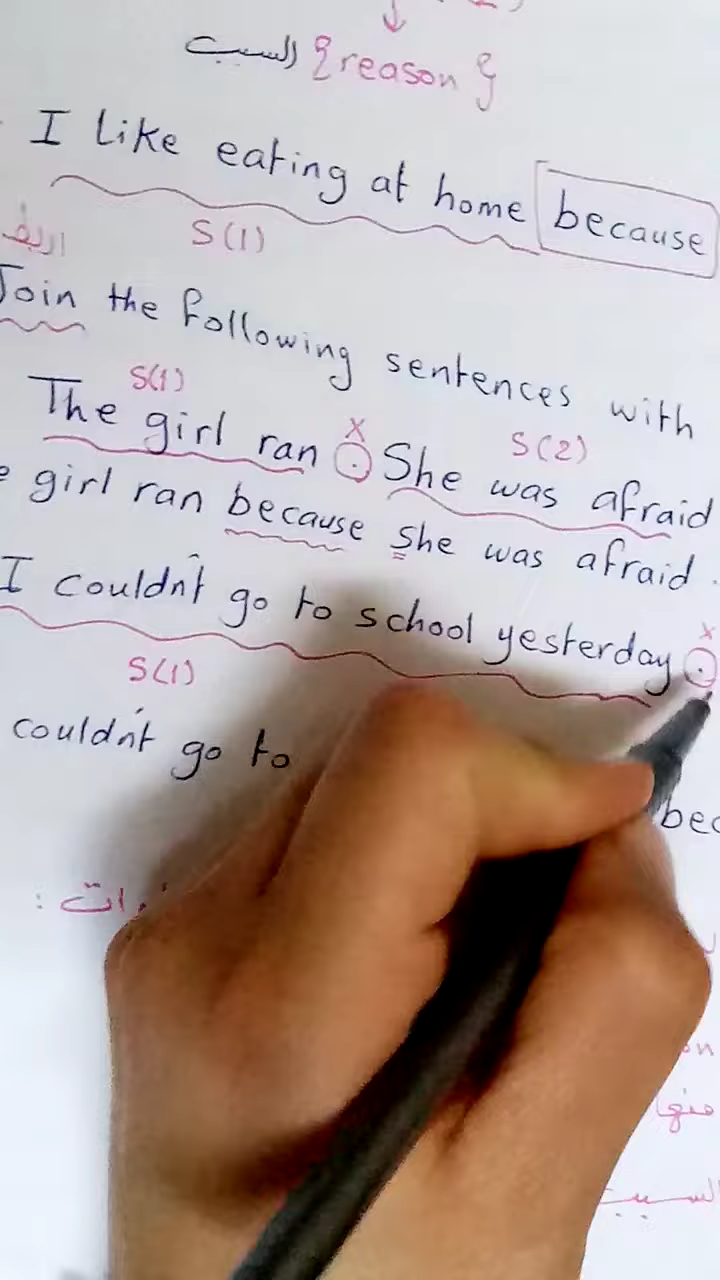 السبب {reason}
I like eating at home because
S(1)
Join the following sentences with
S(1) x S(2)
The girl ran . She was afraid
girl ran because she was afraid.
I couldn't go to school yesterday . x
S(1)
couldn't go to